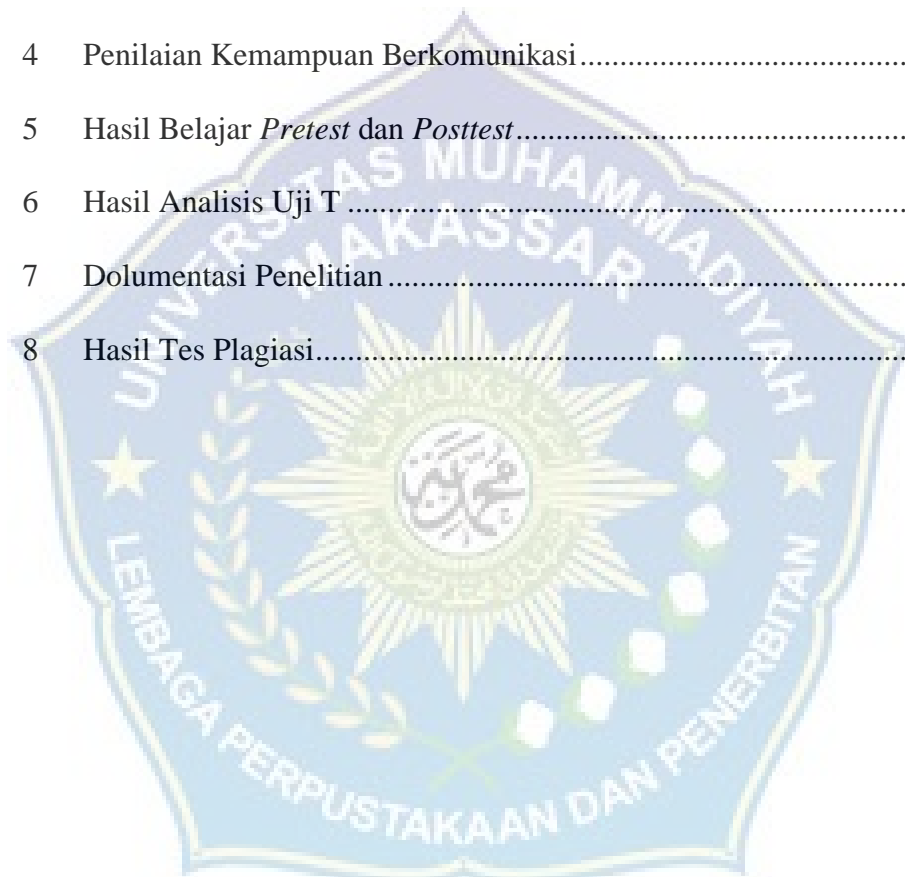 4 Penilaian Kemampuan Berkomunikasi........................................
5 Hasil Belajar Pretest dan Posttest................................................
6 Hasil Analisis Uji T .....................................................................
7 Dolumentasi Penelitian................................................................
8 Hasil Tes Plagiasi.........................................................................
UNIVERSITAS MUHAMMADIYAH
MAKASSAR
LEMBAGA PERPUSTAKAAN DAN PENERBITAN